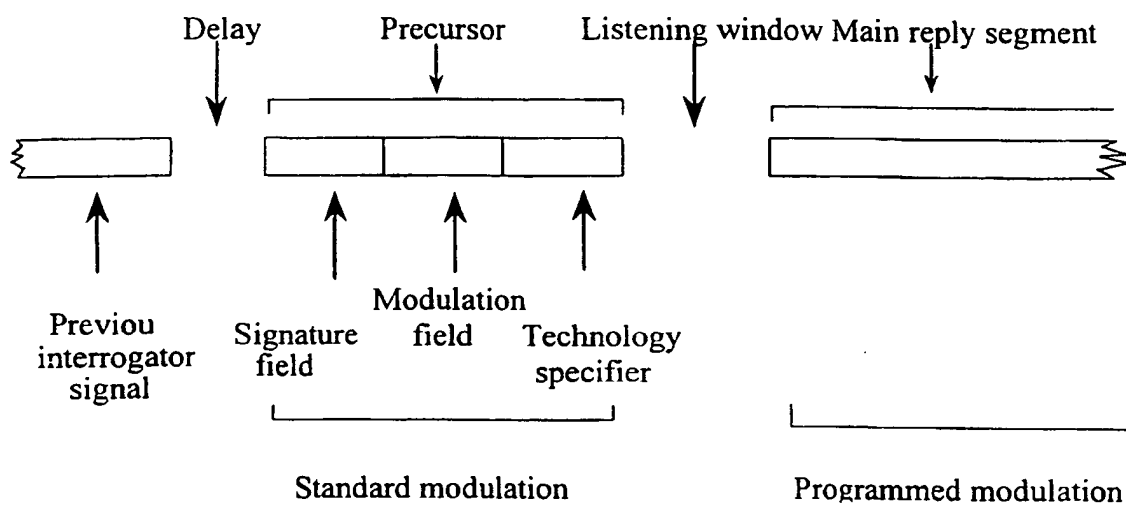 Delay
Precursor
Listening window Main reply segment
Previou
interrogator
signal
Signature
field
Modulation
field
Technology
specifier
Standard modulation
Programmed modulation